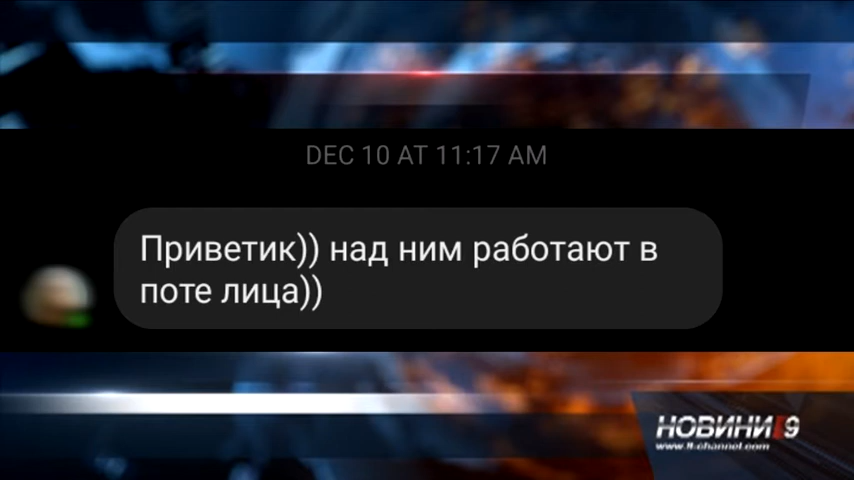 DEC 10 AT 11:17 AM
Приветик)) над ним работают в
поте лица))
НОВИНИ 9